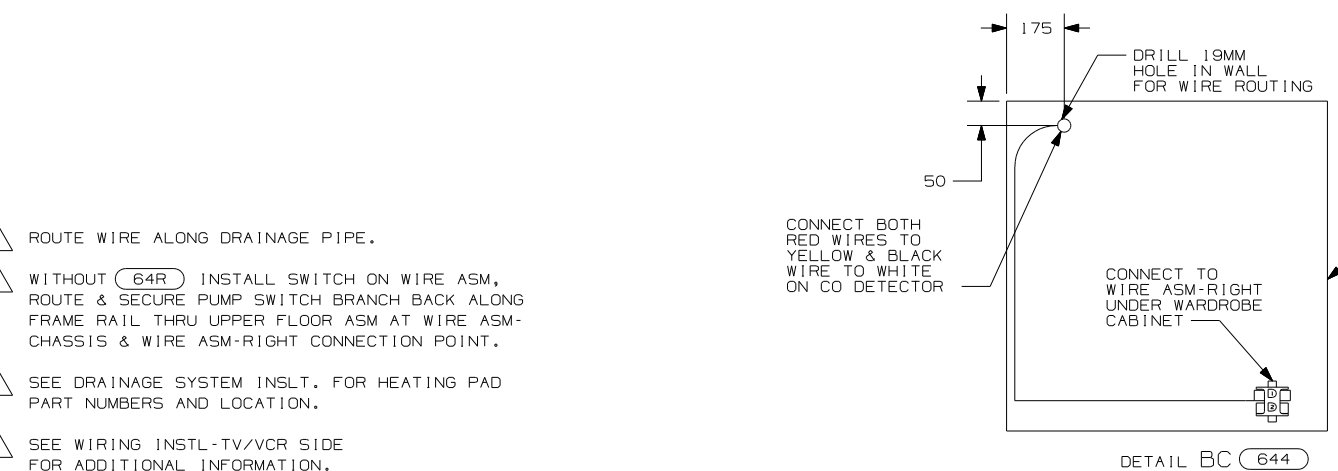 ROUTE WIRE ALONG DRAINAGE PIPE.
WITHOUT 64R INSTALL SWITCH ON WIRE ASM,
ROUTE & SECURE PUMP SWITCH BRANCH BACK ALONG
FRAME RAIL THRU UPPER FLOOR ASM AT WIRE ASM-
CHASSIS & WIRE ASM-RIGHT CONNECTION POINT.
SEE DRAINAGE SYSTEM INSLT. FOR HEATING PAD
PART NUMBERS AND LOCATION.
SEE WIRING INSTL-TV/VCR SIDE
FOR ADDITIONAL INFORMATION.
175
DRILL 19MM
HOLE IN WALL
FOR WIRE ROUTING
50
CONNECT BOTH
RED WIRES TO
YELLOW & BLACK
WIRE TO WHITE
ON CO DETECTOR
CONNECT TO
WIRE ASM-RIGHT
UNDER WARDROBE
CABINET
1
2
DETAIL BC 644